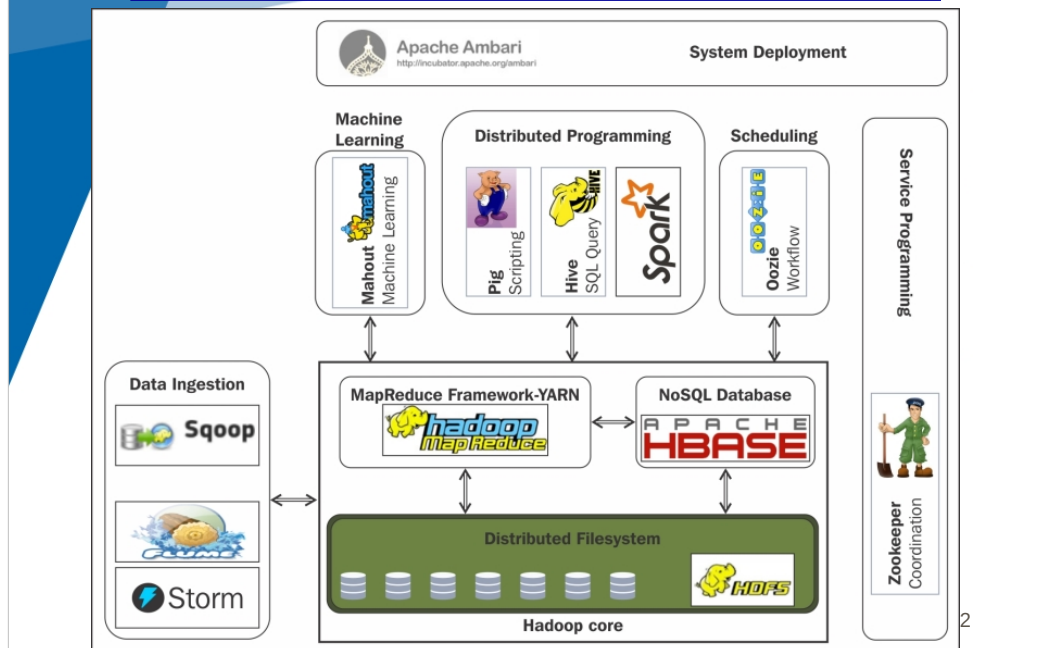 Apache Ambari
http://incubator.apache.org/ambari
System Deployment
Machine
Learning
mahout
Mahout
Machine Learning
Distributed Programming
Pig
Scripting
HIVE
Hive
SQL Query
Spark
Scheduling
OOZIE
Oozie
Workflow
Service Programming
Zookeeper
Coordination
Data Ingestion
Sqoop
FLUME
Storm
MapReduce Framework-YARN
hadoop
Map Reduce
NoSQL Database
APACHE
HBASE
Distributed Filesystem
HDFS
Hadoop core
2